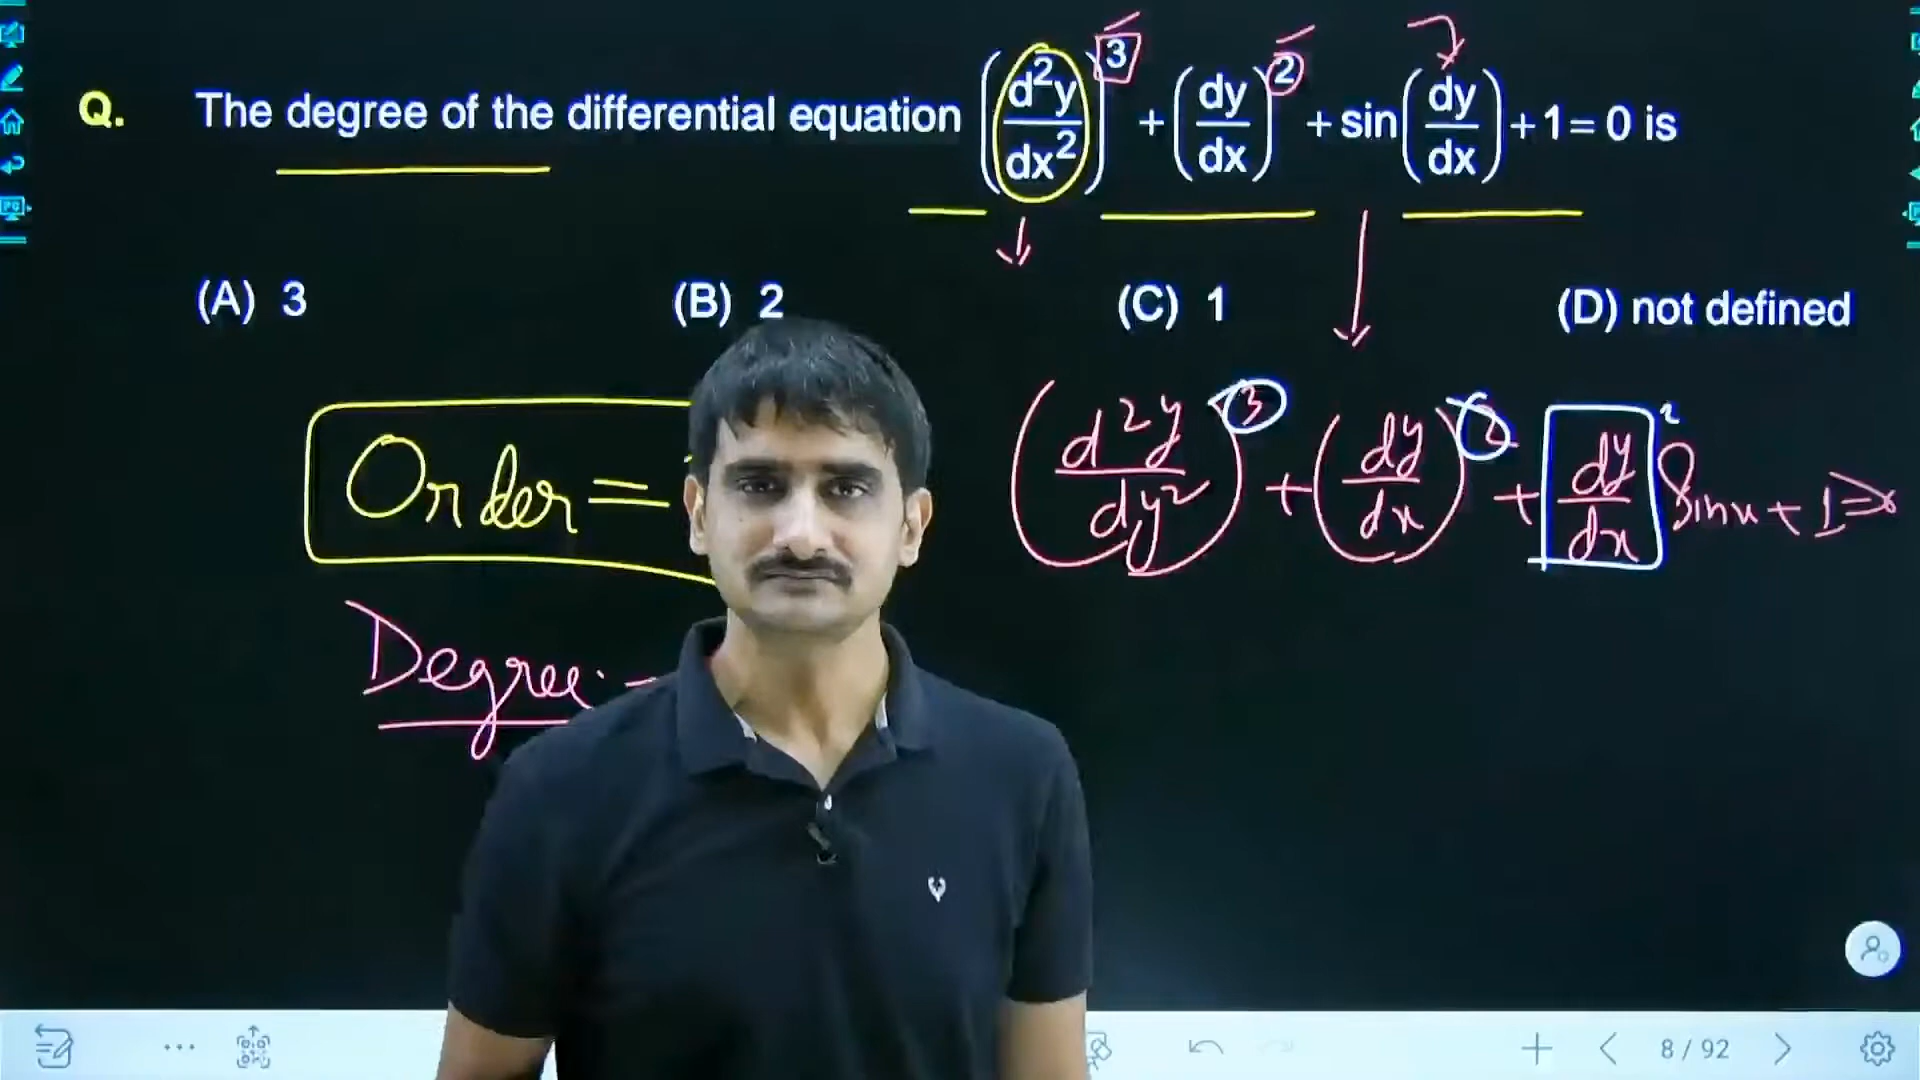 Q. The degree of the differential equation (d²y/dx²)³ + (dy/dx)² + sin(dy/dx) + 1 = 0 is
(A) 3 (B) 2 (C) 1 (D) not defined
Order =
(d²y/dy²)³ + (dy/dx)² + dy/dx sinx + 1 =
Degree
8 / 92